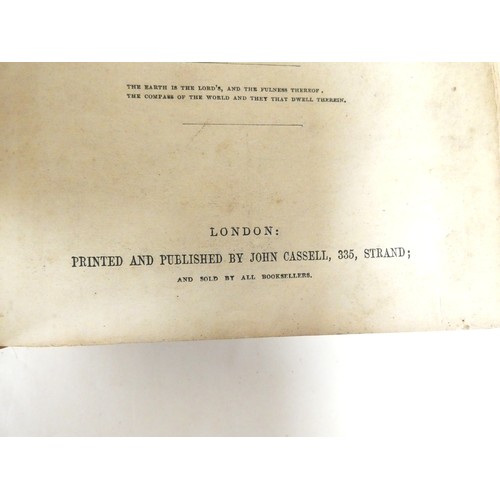 THE EARTH IS THE LORD'S, AND THE FULNESS THEREOF,
THE COMPASS OF THE WORLD AND THEY THAT DWELL THEREIN.
LONDON:
PRINTED AND PUBLISHED BY JOHN CASSELL, 335, STRAND;
AND SOLD BY ALL BOOKSELLERS.